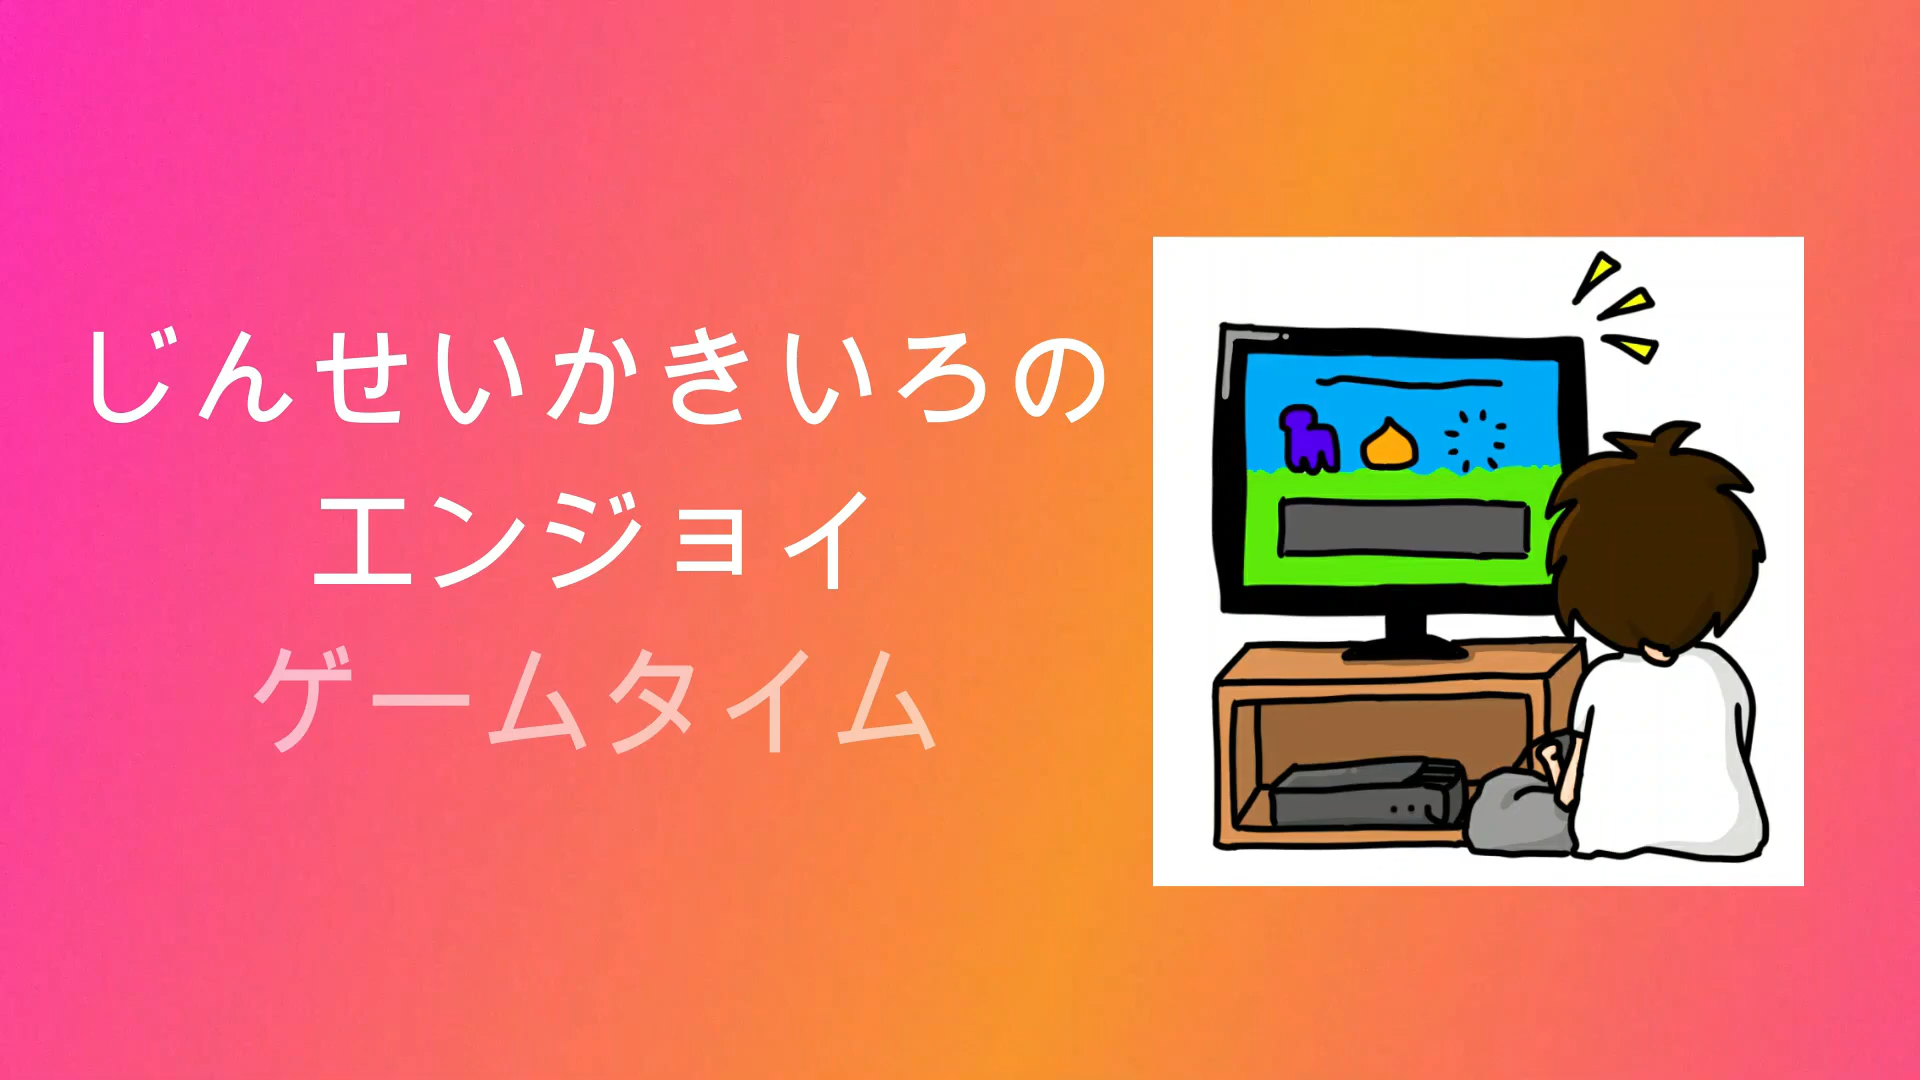 じんせいかきいろの
エンジョイ
ゲームタイム